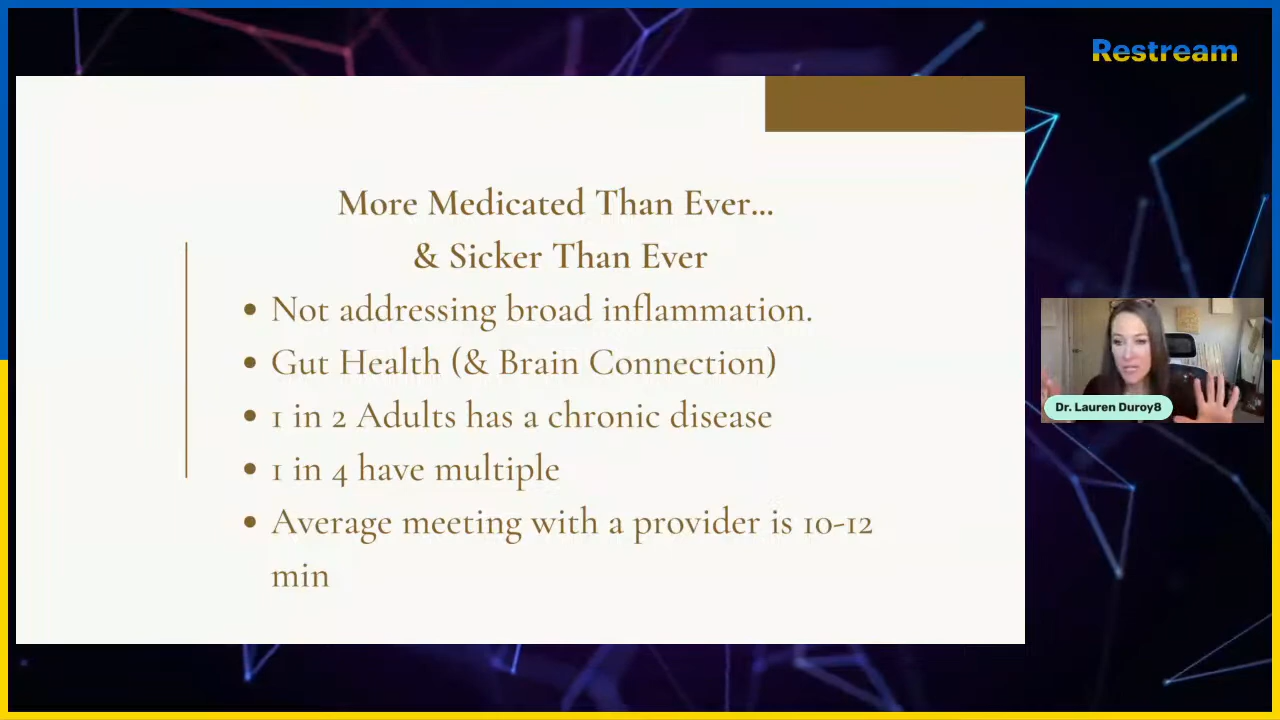 Restream
More Medicated Than Ever...
& Sicker Than Ever
• Not addressing broad inflammation.
• Gut Health (& Brain Connection)
• 1 in 2 Adults has a chronic disease
• 1 in 4 have multiple
• Average meeting with a provider is 10-12
min
Dr. Lauren Duroy8